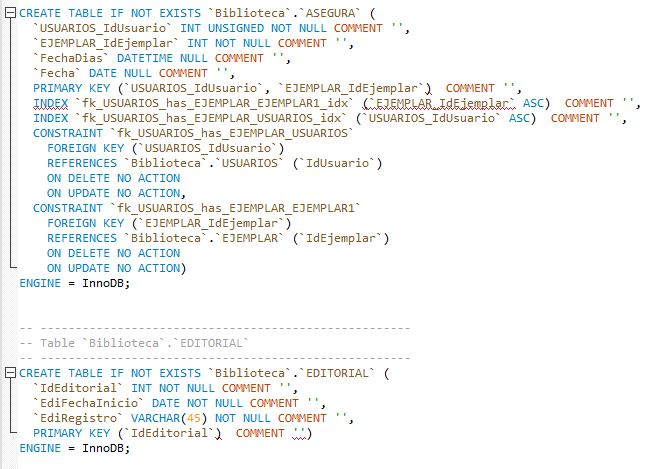 CREATE TABLE IF NOT EXISTS `Biblioteca`.`ASEGURA` (
  `USUARIOS_IdUsuario` INT UNSIGNED NOT NULL COMMENT '',
  `EJEMPLAR_IdEjemplar` INT NOT NULL COMMENT '',
  `FechaDias` DATETIME NULL COMMENT '',
  `Fecha` DATE NULL COMMENT '',
  PRIMARY KEY (`USUARIOS_IdUsuario`, `EJEMPLAR_IdEjemplar`)  COMMENT '',
  INDEX `fk_USUARIOS_has_EJEMPLAR_EJEMPLAR1_idx` (`EJEMPLAR_IdEjemplar` ASC)  COMMENT '',
  INDEX `fk_USUARIOS_has_EJEMPLAR_USUARIOS_idx` (`USUARIOS_IdUsuario` ASC)  COMMENT '',
  CONSTRAINT `fk_USUARIOS_has_EJEMPLAR_USUARIOS`
    FOREIGN KEY (`USUARIOS_IdUsuario`)
    REFERENCES `Biblioteca`.`USUARIOS` (`IdUsuario`)
    ON DELETE NO ACTION
    ON UPDATE NO ACTION,
  CONSTRAINT `fk_USUARIOS_has_EJEMPLAR_EJEMPLAR1`
    FOREIGN KEY (`EJEMPLAR_IdEjemplar`)
    REFERENCES `Biblioteca`.`EJEMPLAR` (`IdEjemplar`)
    ON DELETE NO ACTION
    ON UPDATE NO ACTION)
ENGINE = InnoDB;
-- -----------------------------------------------------
-- Table `Biblioteca`.`EDITORIAL`
-- -----------------------------------------------------
CREATE TABLE IF NOT EXISTS `Biblioteca`.`EDITORIAL` (
  `IdEditorial` INT NOT NULL COMMENT '',
  `EdiFechaInicio` DATE NOT NULL COMMENT '',
  `EdiRegistro` VARCHAR(45) NOT NULL COMMENT '',
  PRIMARY KEY (`IdEditorial`)  COMMENT '')
ENGINE = InnoDB;